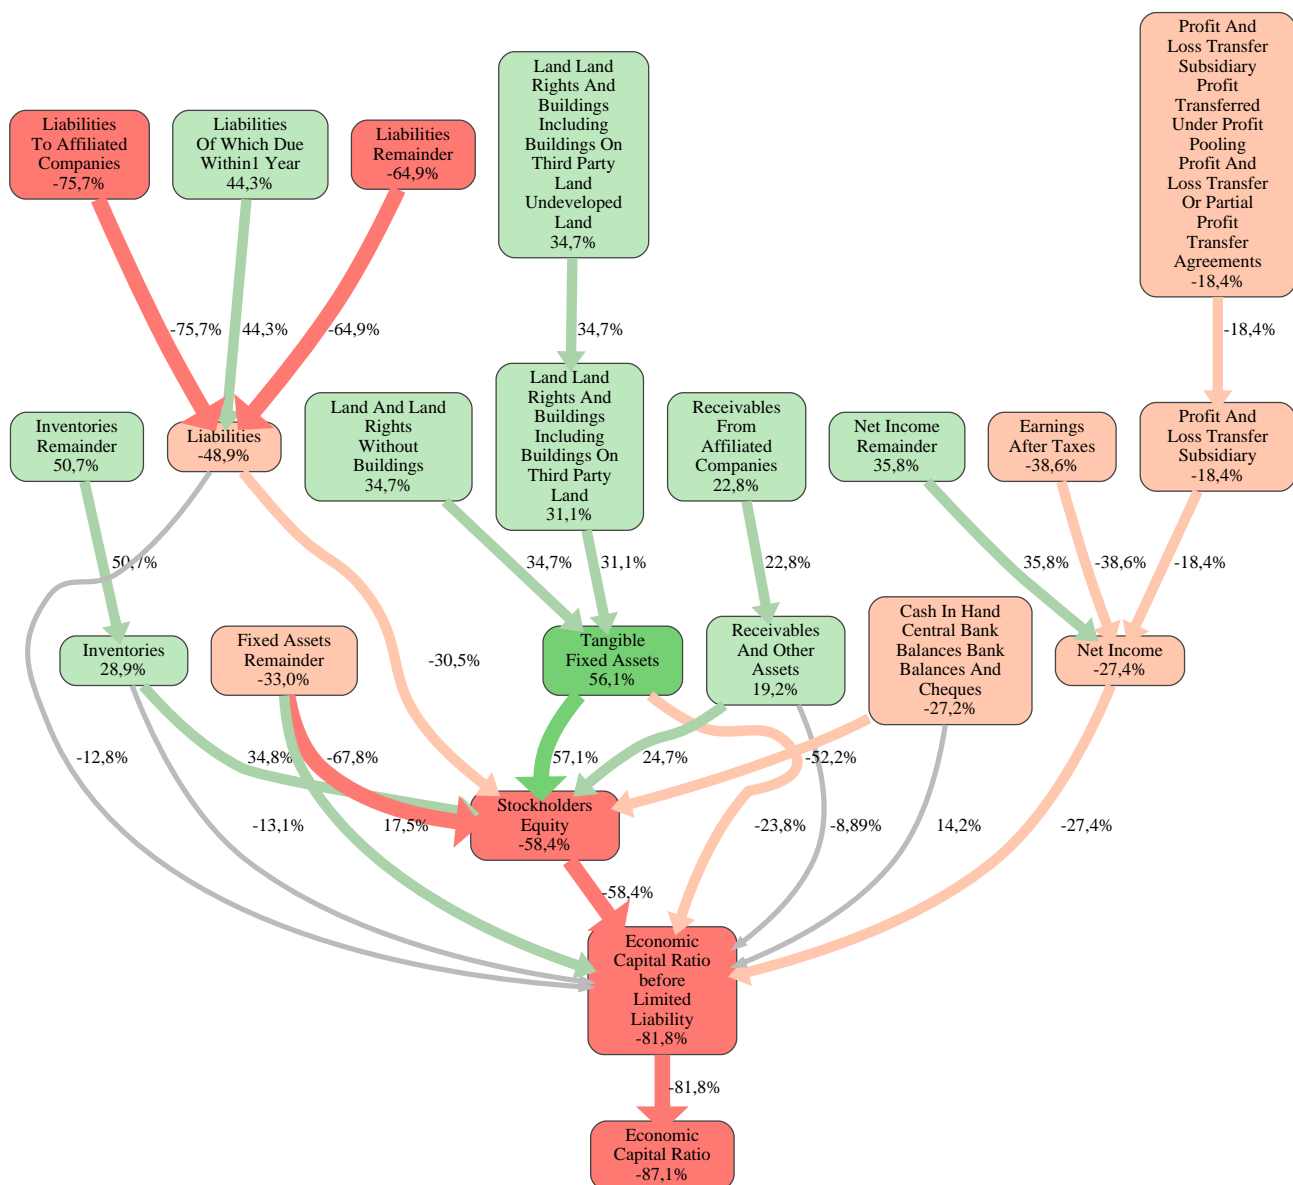 Profit And
Loss Transfer
Subsidiary
Profit
Transferred
Under Profit
Pooling
Profit And
Loss Transfer
Or Partial
Profit
Transfer
Agreements
-18,4%
Land Land
Rights And
Buildings
Including
Buildings On
Third Party
Land
Undeveloped
Land
34,7%
Liabilities
To Affiliated
Companies
-75,7%
Liabilities
Of Which Due
Within1 Year
44,3%
Liabilities
Remainder
-64,9%
-75,7%
44,3%
-64,9%
34,7%
-18,4%
Inventories
Remainder
50,7%
Liabilities
-48,9%
Land And Land
Rights
Without
Buildings
34,7%
Land Land
Rights And
Buildings
Including
Buildings On
Third Party
Land
31,1%
Receivables
From
Affiliated
Companies
22,8%
Net Income
Remainder
35,8%
Earnings
After Taxes
-38,6%
Profit And
Loss Transfer
Subsidiary
-18,4%
50,7%
34,7%
31,1%
22,8%
35,8%
-38,6%
-18,4%
Inventories
28,9%
Fixed Assets
Remainder
-33,0%
-30,5%
Tangible
Fixed Assets
56,1%
Receivables
And Other
Assets
19,2%
Cash In Hand
Central Bank
Balances Bank
Balances And
Cheques
-27,2%
Net Income
-27,4%
-12,8%
34,8%
-67,8%
57,1%
24,7%
-52,2%
-13,1%
17,5%
Stockholders
Equity
-58,4%
-23,8%
-8,89%
14,2%
-27,4%
-58,4%
Economic
Capital Ratio
before
Limited
Liability
-81,8%
-81,8%
Economic
Capital Ratio
-87,1%